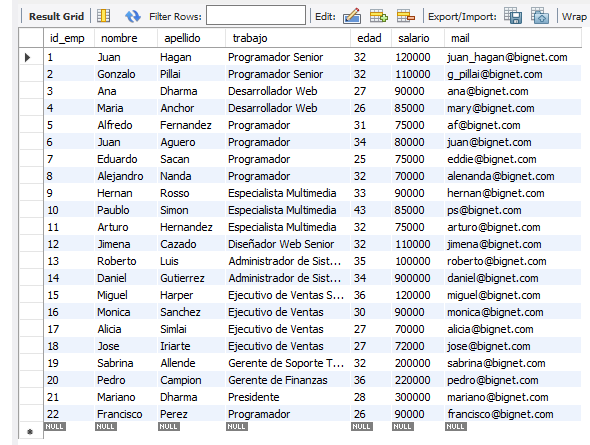 Result Grid Filter Rows: Edit: Export/Import: Wrap
id_emp nombre apellido trabajo edad salario mail
1 Juan Hagan Programador Senior 32 120000 juan_hagan@bignet.com
2 Gonzalo Pillai Programador Senior 32 110000 g_pillai@bignet.com
3 Ana Dharma Desarrollador Web 27 90000 ana@bignet.com
4 Maria Anchor Desarrollador Web 26 85000 mary@bignet.com
5 Alfredo Fernandez Programador 31 75000 af@bignet.com
6 Juan Aguero Programador 34 80000 juan@bignet.com
7 Eduardo Sacan Programador 25 75000 eddie@bignet.com
8 Alejandro Nanda Programador 32 70000 alenanda@bignet.com
9 Hernan Rosso Especialista Multimedia 33 90000 hernan@bignet.com
10 Paublo Simon Especialista Multimedia 43 85000 ps@bignet.com
11 Arturo Hernandez Especialista Multimedia 32 75000 arturo@bignet.com
12 Jimena Cazado Diseñador Web Senior 32 110000 jimena@bignet.com
13 Roberto Luis Administrador de Sist... 35 100000 roberto@bignet.com
14 Daniel Gutierrez Administrador de Sist... 34 900000 daniel@bignet.com
15 Miguel Harper Ejecutivo de Ventas S... 36 120000 miguel@bignet.com
16 Monica Sanchez Ejecutivo de Ventas 30 90000 monica@bignet.com
17 Alicia Simlai Ejecutivo de Ventas 27 70000 alicia@bignet.com
18 Jose Iriarte Ejecutivo de Ventas 27 72000 jose@bignet.com
19 Sabrina Allende Gerente de Soporte T... 32 200000 sabrina@bignet.com
20 Pedro Campion Gerente de Finanzas 36 220000 pedro@bignet.com
21 Mariano Dharma Presidente 28 300000 mariano@bignet.com
22 Francisco Perez Programador 26 90000 francisco@bignet.com
NULL NULL NULL NULL NULL NULL NULL